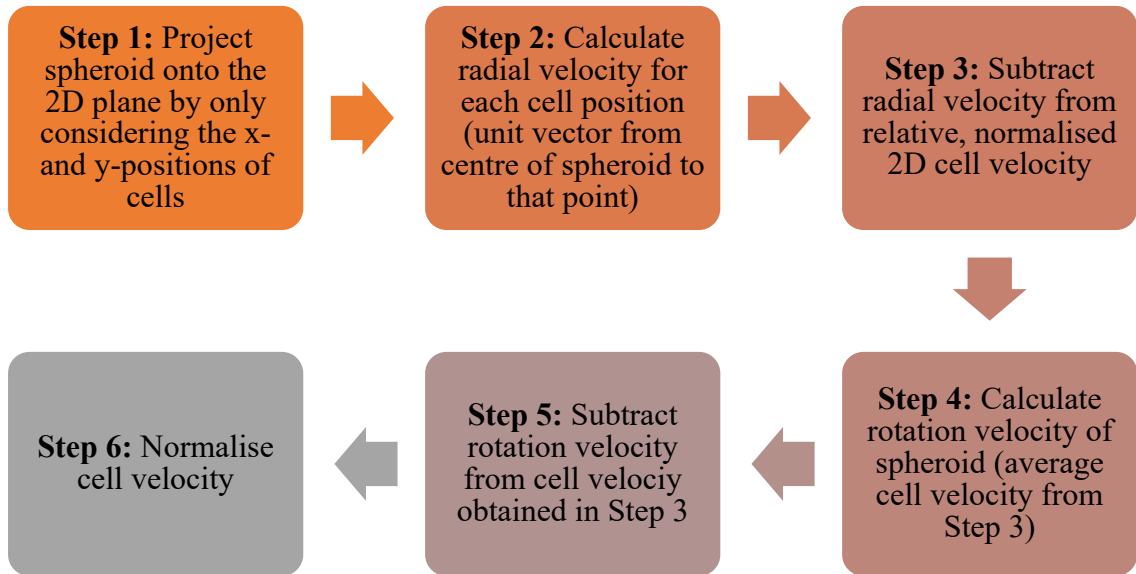 Step 1: Project
spheroid onto the
2D plane by only
considering the x-
and y-positions of
cells
Step 2: Calculate
radial velocity for
each cell position
(unit vector from
centre of spheroid to
that point)
Step 3: Subtract
radial velocity from
relative, normalised
2D cell velocity
Step 4: Calculate
rotation velocity of
spheroid (average
cell velocity from
Step 3)
Step 5: Subtract
rotation velocity
from cell velociy
obtained in Step 3
Step 6: Normalise
cell velocity